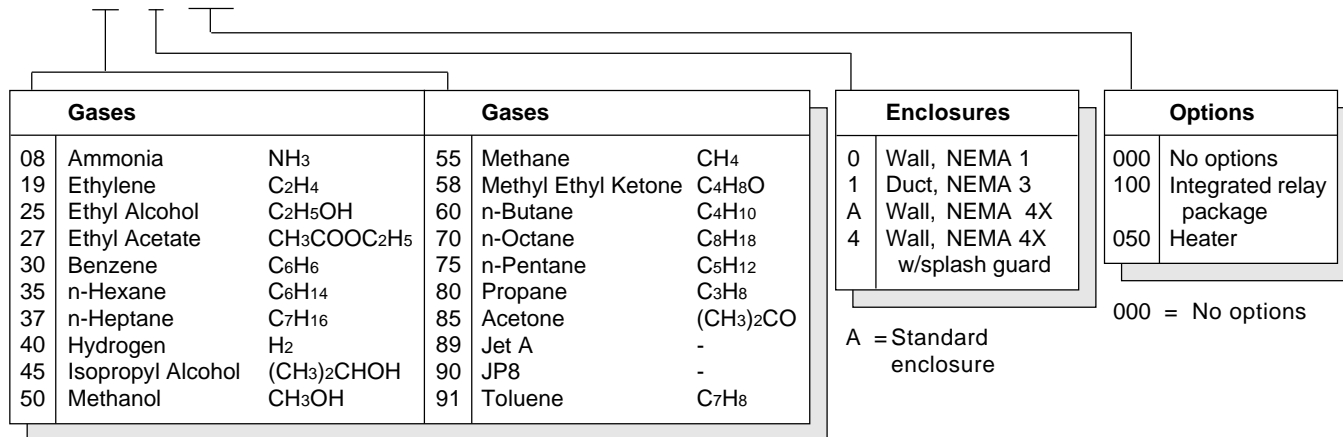 Gases
08 Ammonia NH3
19 Ethylene C2H4
25 Ethyl Alcohol C2H5OH
27 Ethyl Acetate CH3COOC2H5
30 Benzene C6H6
35 n-Hexane C6H14
37 n-Heptane C7H16
40 Hydrogen H2
45 Isopropyl Alcohol (CH3)2CHOH
50 Methanol CH3OH
Gases
55 Methane CH4
58 Methyl Ethyl Ketone C4H8O
60 n-Butane C4H10
70 n-Octane C8H18
75 n-Pentane C5H12
80 Propane C3H8
85 Acetone (CH3)2CO
89 Jet A -
90 JP8 -
91 Toluene C7H8
Enclosures
0 Wall, NEMA 1
1 Duct, NEMA 3
A Wall, NEMA 4X
4 Wall, NEMA 4X
w/splash guard
A = Standard
enclosure
Options
000 No options
100 Integrated relay
package
050 Heater
000 = No options